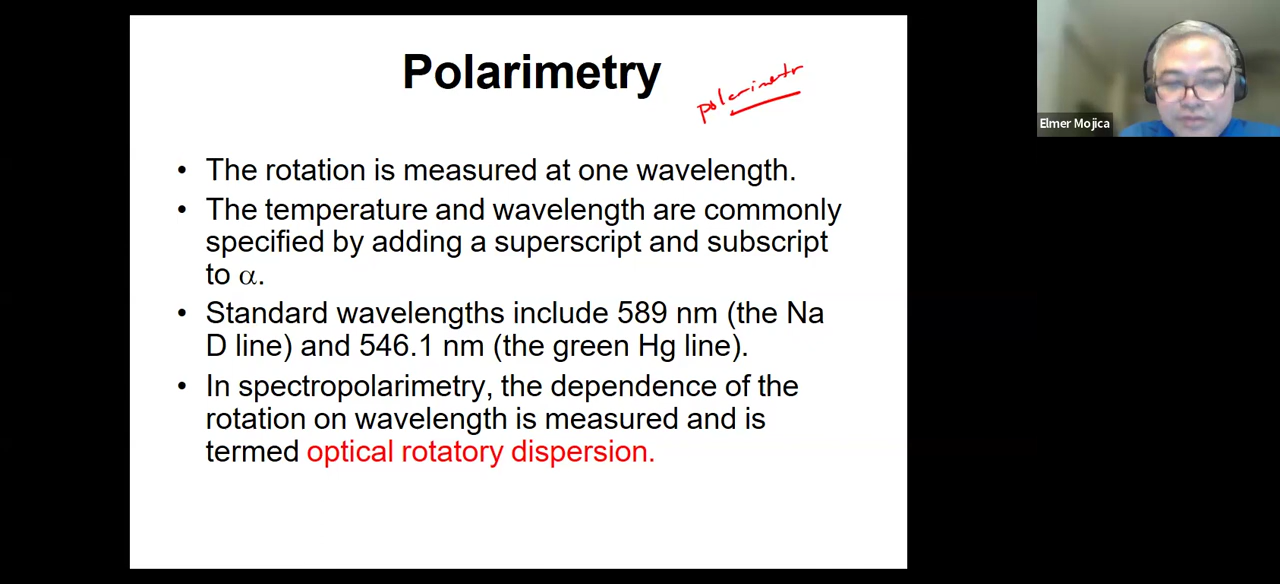 Polarimetry
polarimetr
• The rotation is measured at one wavelength.
• The temperature and wavelength are commonly
specified by adding a superscript and subscript
to α.
• Standard wavelengths include 589 nm (the Na
D line) and 546.1 nm (the green Hg line).
• In spectropolarimetry, the dependence of the
rotation on wavelength is measured and is
termed optical rotatory dispersion.
Elmer Mojica